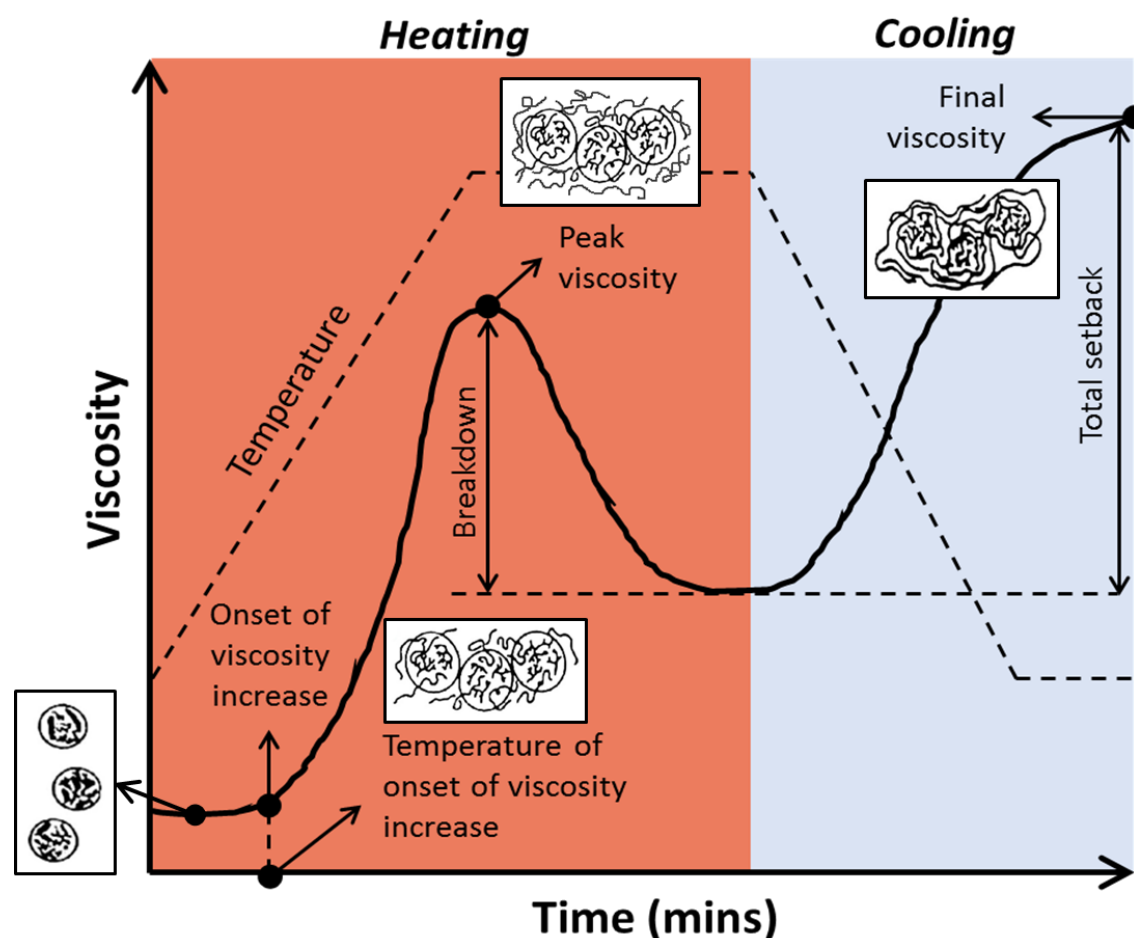 Heating
Cooling
Final
viscosity
Peak
viscosity
Temperature
Viscosity
Breakdown
Total setback
Onset of
viscosity
increase
Temperature of
onset of viscosity
increase
Time (mins)